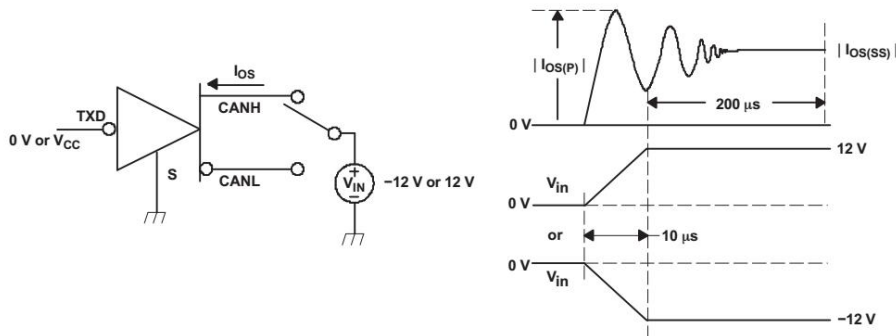 TXD
0 V or VCC
S
IOS
CANH
CANL
VIN
+
−
−12 V or 12 V
| IOS(P) |
| IOS(SS) |
200 µs
0 V
12 V
Vin
0 V
or
10 µs
0 V
Vin
−12 V